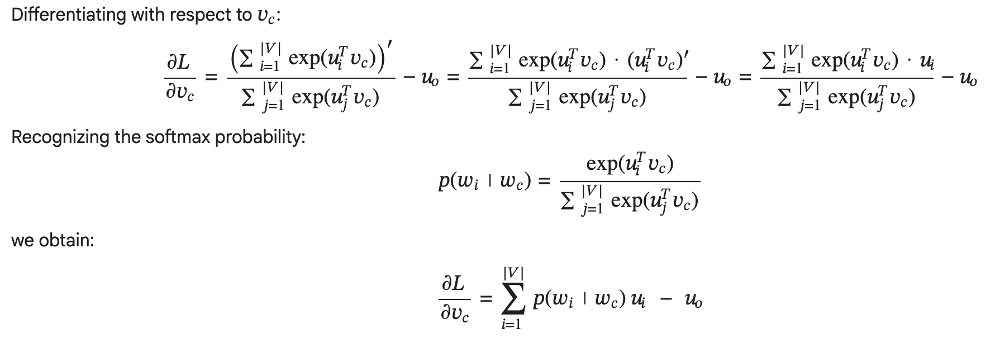 Differentiating with respect to $v_c$:
$\frac{\partial L}{\partial v_c} = \frac{\left(\sum_{i=1}^{|V|} \exp(u_i^T v_c)\right)'}{\sum_{j=1}^{|V|} \exp(u_j^T v_c)} - u_o = \frac{\sum_{i=1}^{|V|} \exp(u_i^T v_c) \cdot (u_i^T v_c)'}{\sum_{j=1}^{|V|} \exp(u_j^T v_c)} - u_o = \frac{\sum_{i=1}^{|V|} \exp(u_i^T v_c) \cdot u_i}{\sum_{j=1}^{|V|} \exp(u_j^T v_c)} - u_o$
Recognizing the softmax probability:
$p(w_i \mid w_c) = \frac{\exp(u_i^T v_c)}{\sum_{j=1}^{|V|} \exp(u_j^T v_c)}$
we obtain:
$\frac{\partial L}{\partial v_c} = \sum_{i=1}^{|V|} p(w_i \mid w_c) u_i - u_o$